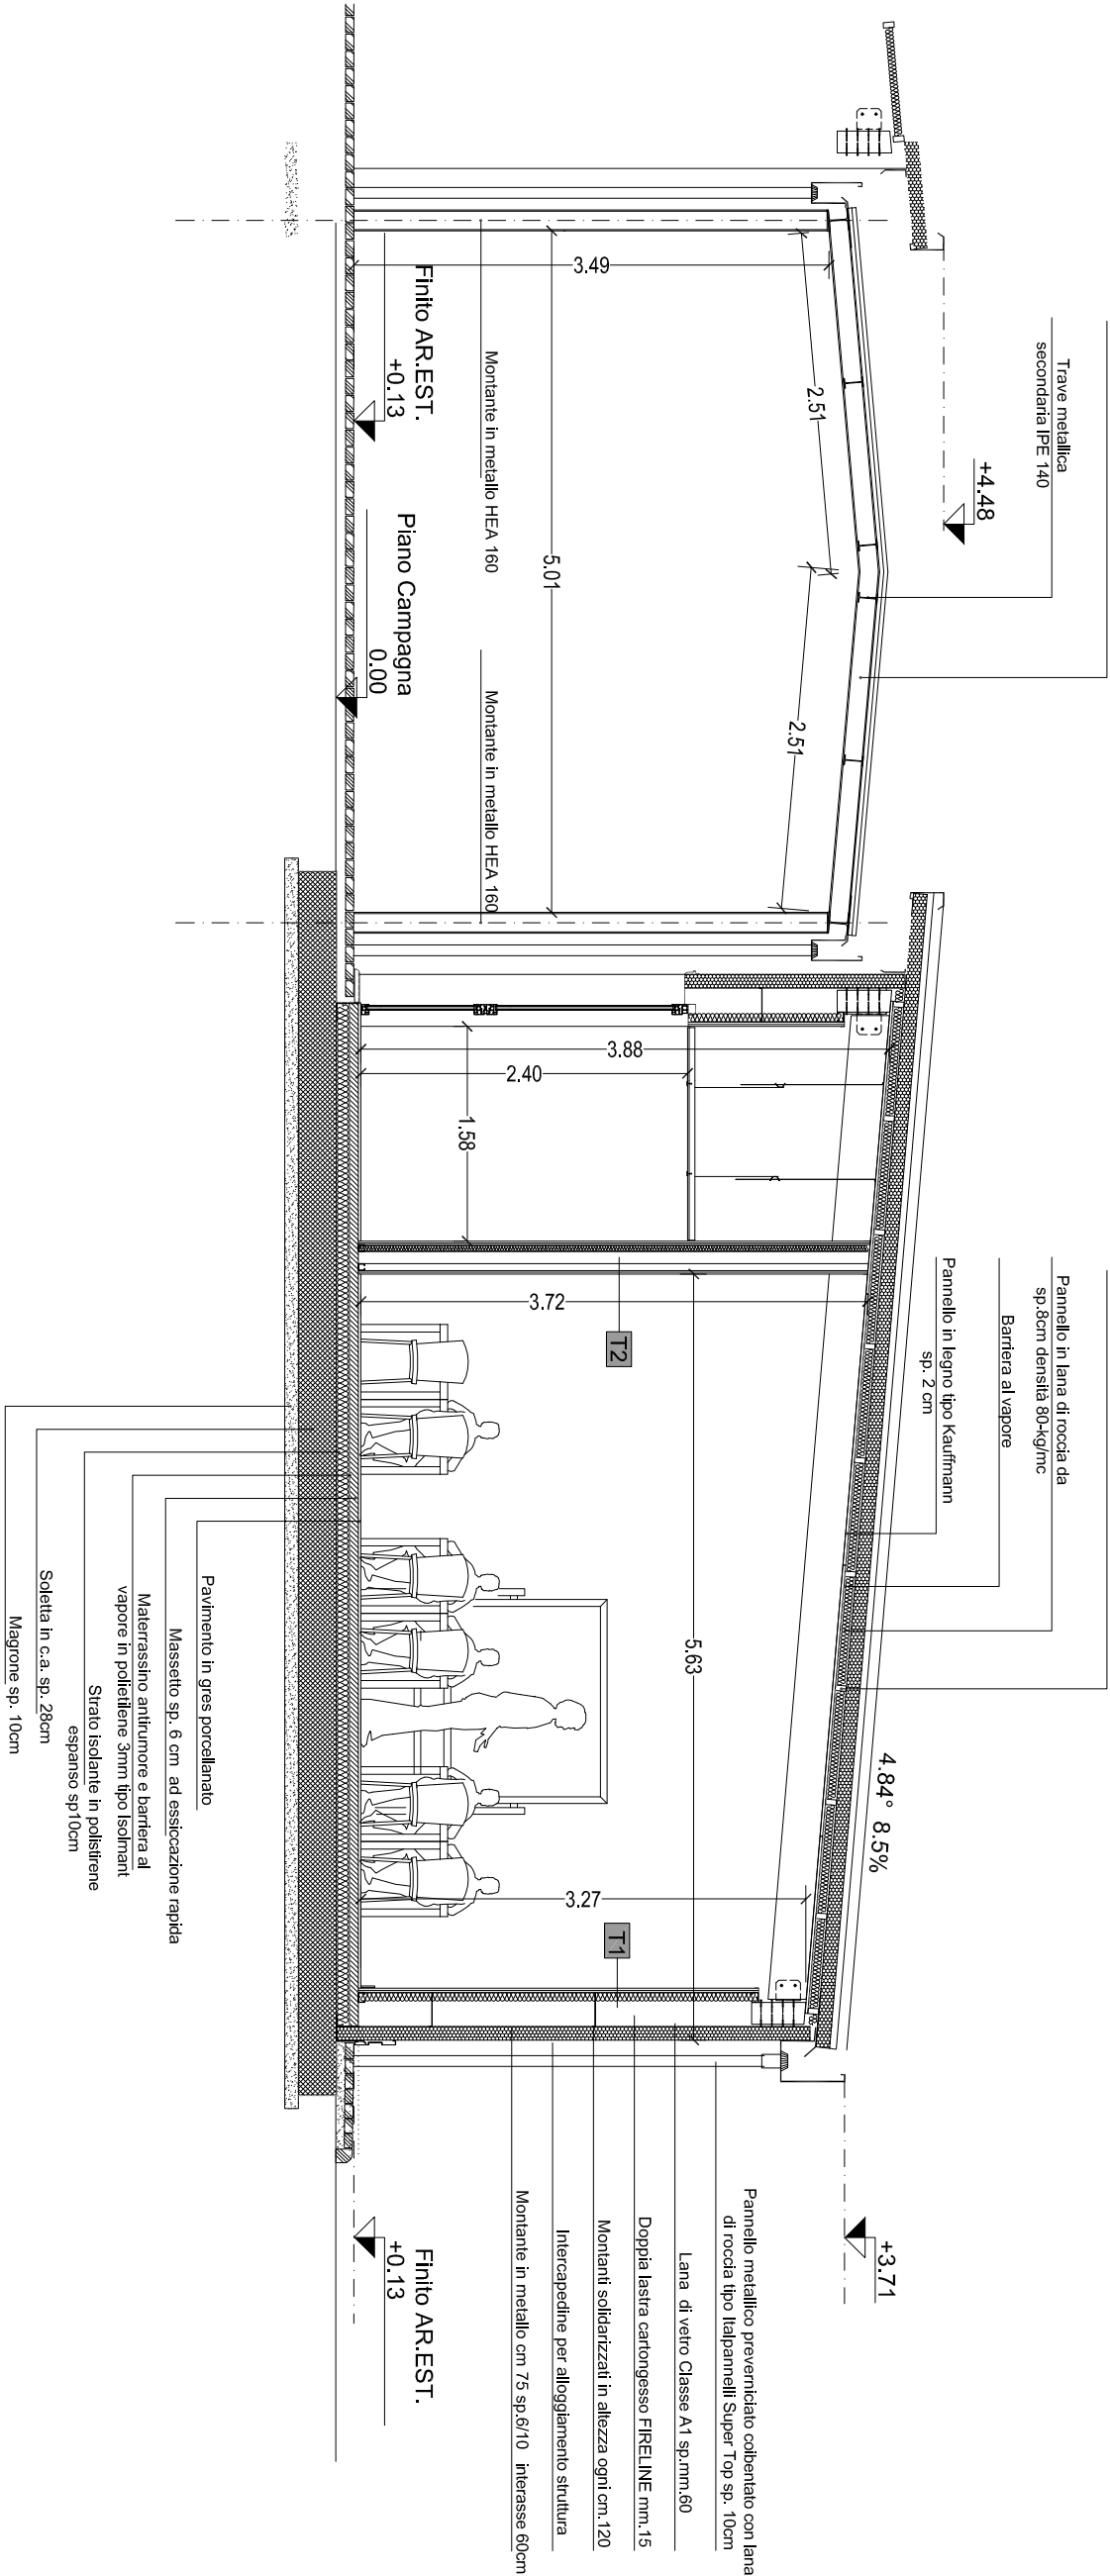 Trave metallica
secondaria IPE 140
+4.48
2.51
2.51
3.49
5.01
Montante in metallo HEA 160
Montante in metallo HEA 160
Finito AR.EST.
+0.13
Piano Campagna
0.00
Pannello in lana di roccia da
sp.8cm densità 80-kg/mc
Barriera al vapore
Pannello in legno tipo Kauffmann
sp. 2 cm
4.84° 8.5%
3.88
2.40
1.58
3.72
T2
5.63
3.27
T1
+3.71
Pannello metallico preverniciato coibentato con lana
di roccia tipo Italpannelli Super Top sp. 10cm
Lana di vetro Classe A1 sp.mm.60
Doppia lastra cartongesso FIRELINE mm.15
Montanti solidarizzati in altezza ogni cm.120
Intercapedine per alloggiamento struttura
Montante in metallo cm 75 sp.6/10 interasse 60cm
Finito AR.EST.
+0.13
Pavimento in gres porcellanato
Massetto sp. 6 cm ad essiccazione rapida
Materrassino antirumore e barriera al
vapore in polietilene 3mm tipo Isolmant
Strato isolante in polistirene
espanso sp10cm
Soletta in c.a. sp. 28cm
Magrone sp. 10cm